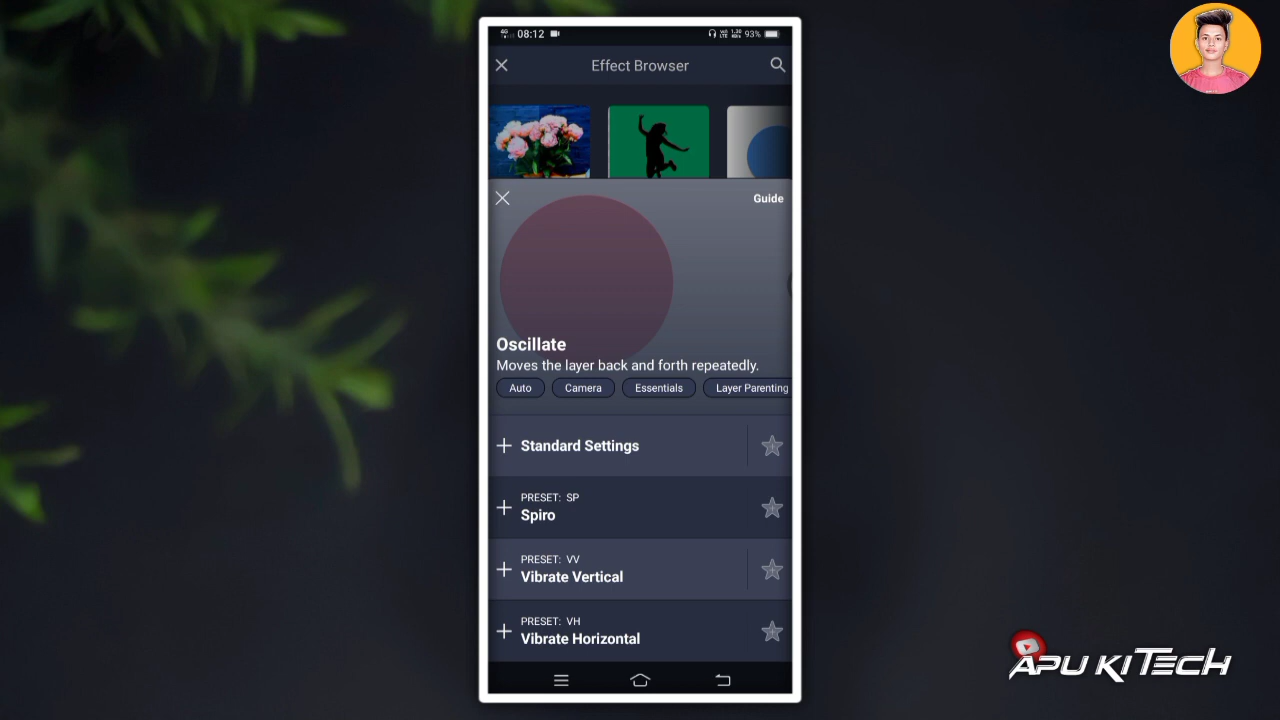 08:12
93%
Effect Browser
Guide
Oscillate
Moves the layer back and forth repeatedly.
Auto
Camera
Essentials
Layer Parenting
Standard Settings
PRESET: SP
Spiro
PRESET: VV
Vibrate Vertical
PRESET: VH
Vibrate Horizontal
APU KI TECH